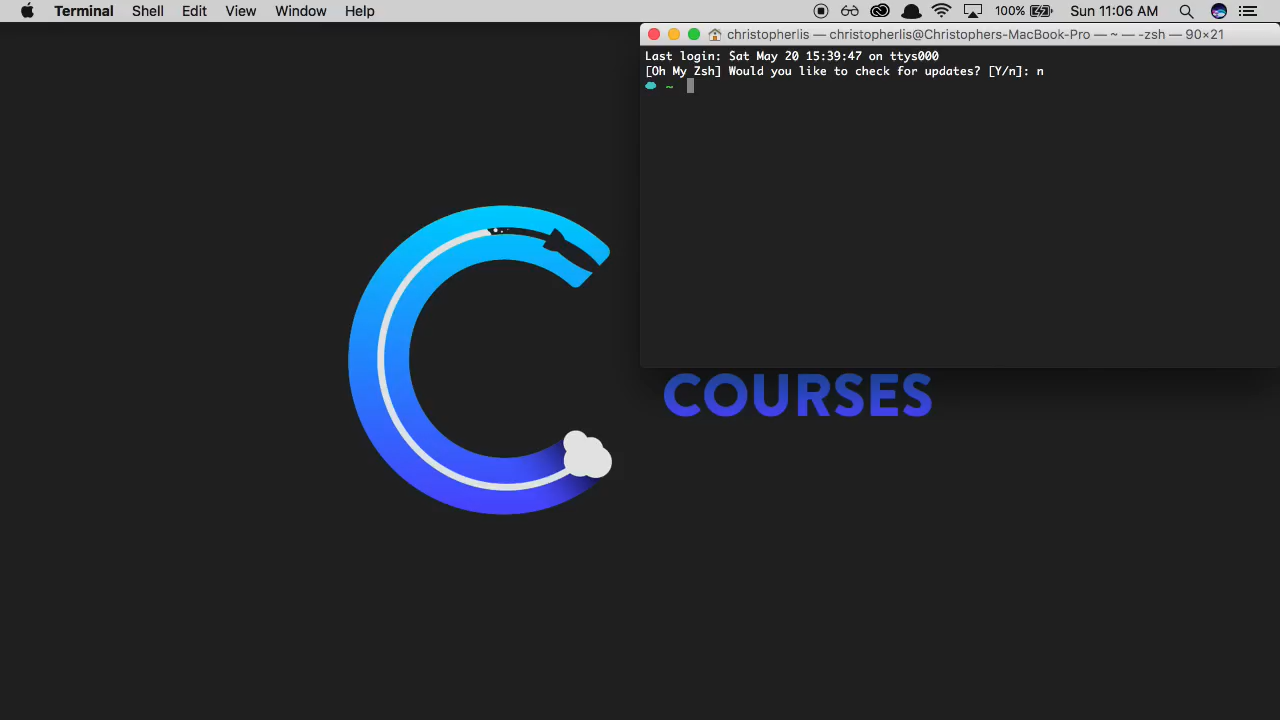 Terminal Shell Edit View Window Help 100% Sun 11:06 AM
christopherlis — christopherlis@Christophers-MacBook-Pro — ~ — -zsh — 90×21
Last login: Sat May 20 15:39:47 on ttys000
[Oh My Zsh] Would you like to check for updates? [Y/n]: n
~
COURSES